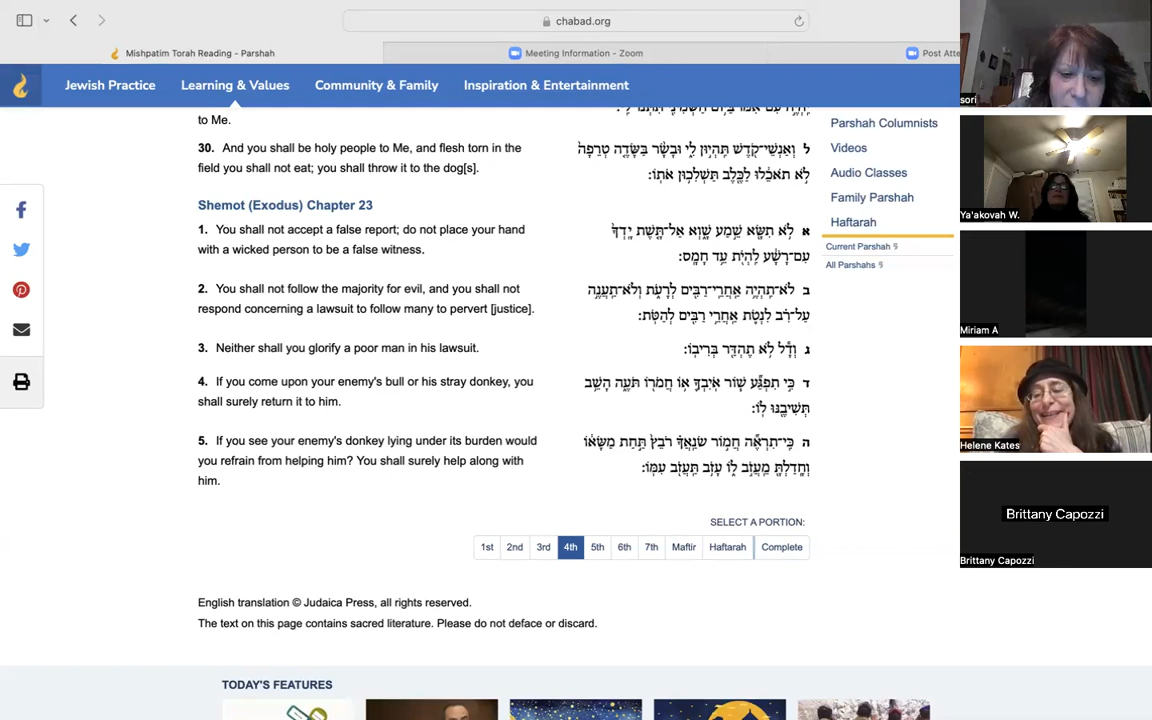 chabad.org
Mishpatim Torah Reading - Parshah
Meeting Information - Zoom
Post Atte
Jewish Practice
Learning & Values
Community & Family
Inspiration & Entertainment
to Me.
30. And you shall be holy people to Me, and flesh torn in the
field you shall not eat; you shall throw it to the dog[s].
ל וְאַנְשֵׁי־קֹ֖דֶשׁ תִּֽהְי֣וּן לִ֑י וּבָשָׂ֨ר בַּשָּׂדֶ֤ה טְרֵפָה֙
לֹ֣א תֹאכֵ֔לוּ לַכֶּ֖לֶב תַּשְׁלִכ֥וּן אֹתֽוֹ:
Shemot (Exodus) Chapter 23
1. You shall not accept a false report; do not place your hand
with a wicked person to be a false witness.
א לֹ֥א תִשָּׂ֖א שֵׁ֣מַע שָׁ֑וְא אַל־תָּ֤שֶׁת יָֽדְךָ֙
עִם־רָשָׁ֔ע לִֽהְיֹ֖ת עֵ֥ד חָמָֽס:
2. You shall not follow the majority for evil, and you shall not
respond concerning a lawsuit to follow many to pervert [justice].
ב לֹא־תִֽהְיֶ֥ה אַֽחֲרֵֽי־רַבִּ֖ים לְרָעֹ֑ת וְלֹא־תַֽעֲנֶ֣ה
עַל־רִ֗ב לִנְטֹ֛ת אַֽחֲרֵ֥י רַבִּ֖ים לְהַטֹּֽת:
3. Neither shall you glorify a poor man in his lawsuit.
ג וְדָ֕ל לֹ֥א תֶהְדַּ֖ר בְּרִיבֽוֹ:
4. If you come upon your enemy's bull or his stray donkey, you
shall surely return it to him.
ד כִּ֣י תִפְגַּ֞ע שׁ֧וֹר אֹֽיִבְךָ֛ א֥וֹ חֲמֹר֖וֹ תֹּעֶ֑ה הָשֵׁ֥ב
תְּשִׁיבֶ֖נּוּ לֽוֹ:
5. If you see your enemy's donkey lying under its burden would
you refrain from helping him? You shall surely help along with
him.
ה כִּֽי־תִרְאֶ֞ה חֲמ֣וֹר שׂנַֽאֲךָ֗ רֹבֵץ֙ תַּ֣חַת מַשָּׂא֔וֹ
וְחָֽדַלְתָּ֖ מֵֽעֲזֹ֣ב ל֑וֹ עָזֹ֥ב תַּֽעֲזֹ֖ב עִמּֽוֹ:
SELECT A PORTION:
1st 2nd 3rd 4th 5th 6th 7th Maftir Haftarah Complete
English translation © Judaica Press, all rights reserved.
The text on this page contains sacred literature. Please do not deface or discard.
TODAY'S FEATURES
Parshah Columnists
Videos
Audio Classes
Family Parshah
Haftarah
Current Parshah
All Parshahs
sori
Ya'akovah W.
Miriam A
Helene Kates
Brittany Capozzi
Brittany Capozzi